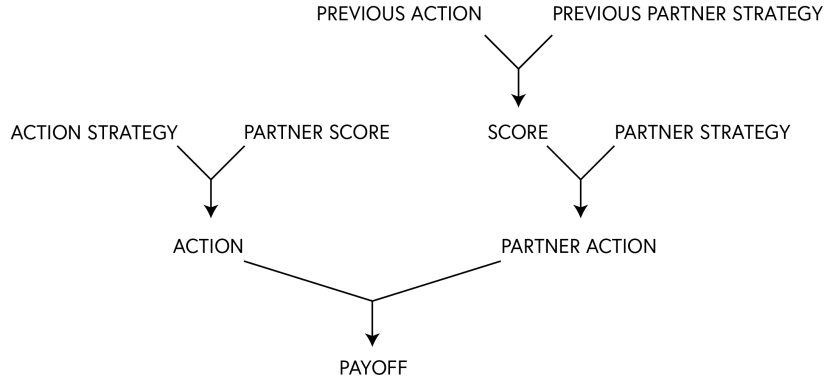 PREVIOUS ACTION
PREVIOUS PARTNER STRATEGY
ACTION STRATEGY
PARTNER SCORE
SCORE
PARTNER STRATEGY
ACTION
PARTNER ACTION
PAYOFF